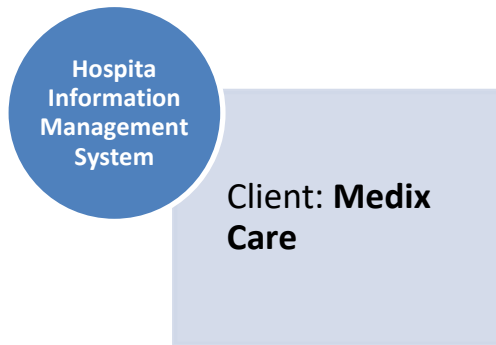 Hospita
Information
Management
System
Client: Medix
Care